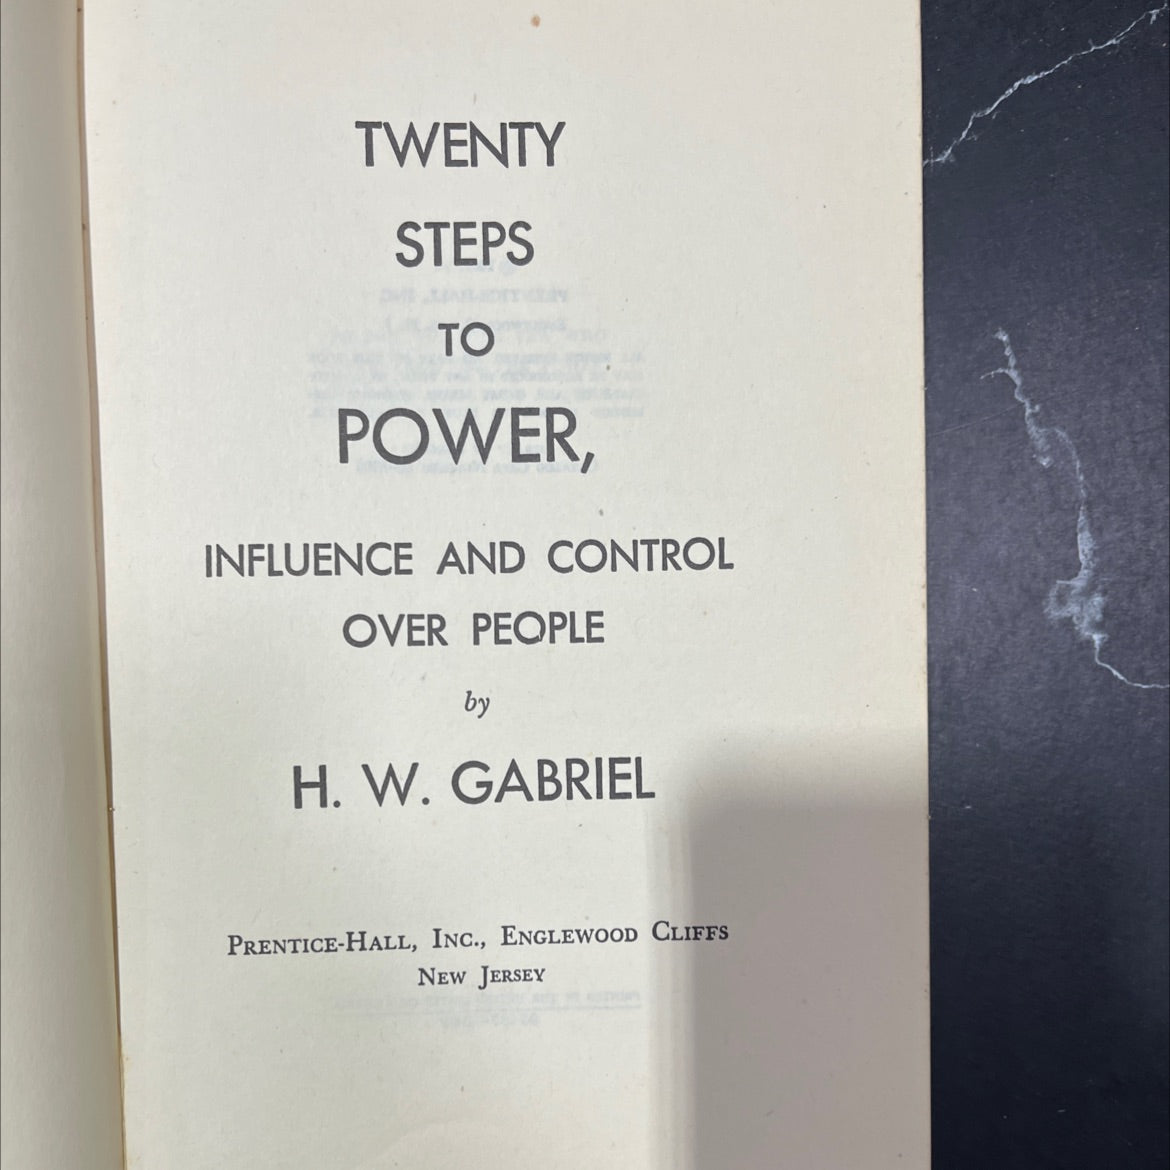 TWENTY
STEPS
TO
POWER,
INFLUENCE AND CONTROL
OVER PEOPLE
by
H. W. GABRIEL
PRENTICE-HALL, INC., ENGLEWOOD CLIFFS
NEW JERSEY